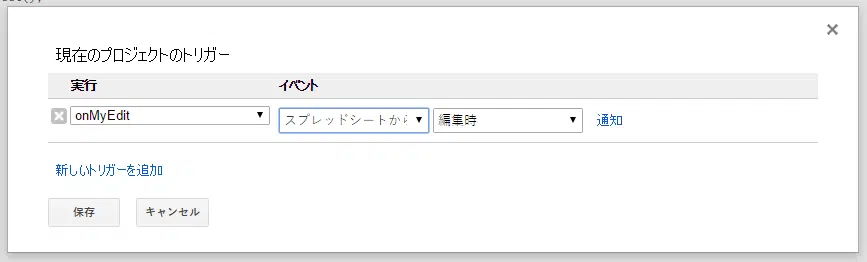 現在のプロジェクトのトリガー
実行 イベント
onMyEdit スプレッドシートから 編集時 通知
新しいトリガーを追加
保存 キャンセル